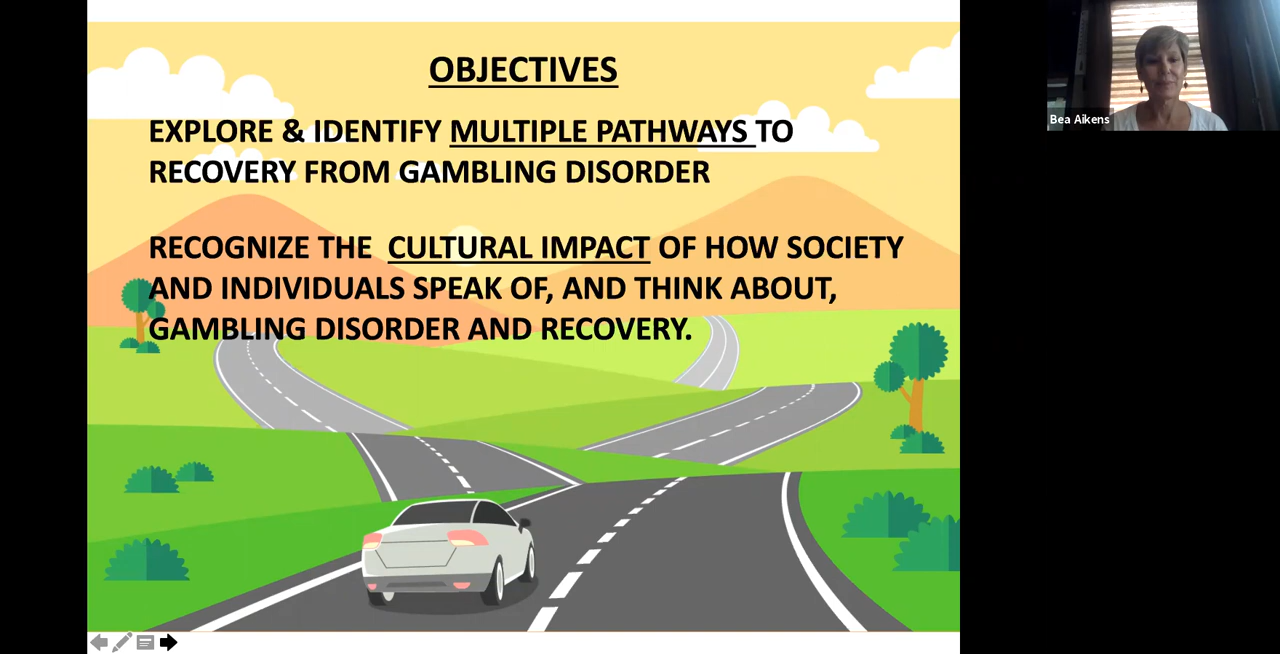 OBJECTIVES
EXPLORE & IDENTIFY MULTIPLE PATHWAYS TO
RECOVERY FROM GAMBLING DISORDER
RECOGNIZE THE CULTURAL IMPACT OF HOW SOCIETY
AND INDIVIDUALS SPEAK OF, AND THINK ABOUT,
GAMBLING DISORDER AND RECOVERY.
Bea Aikens